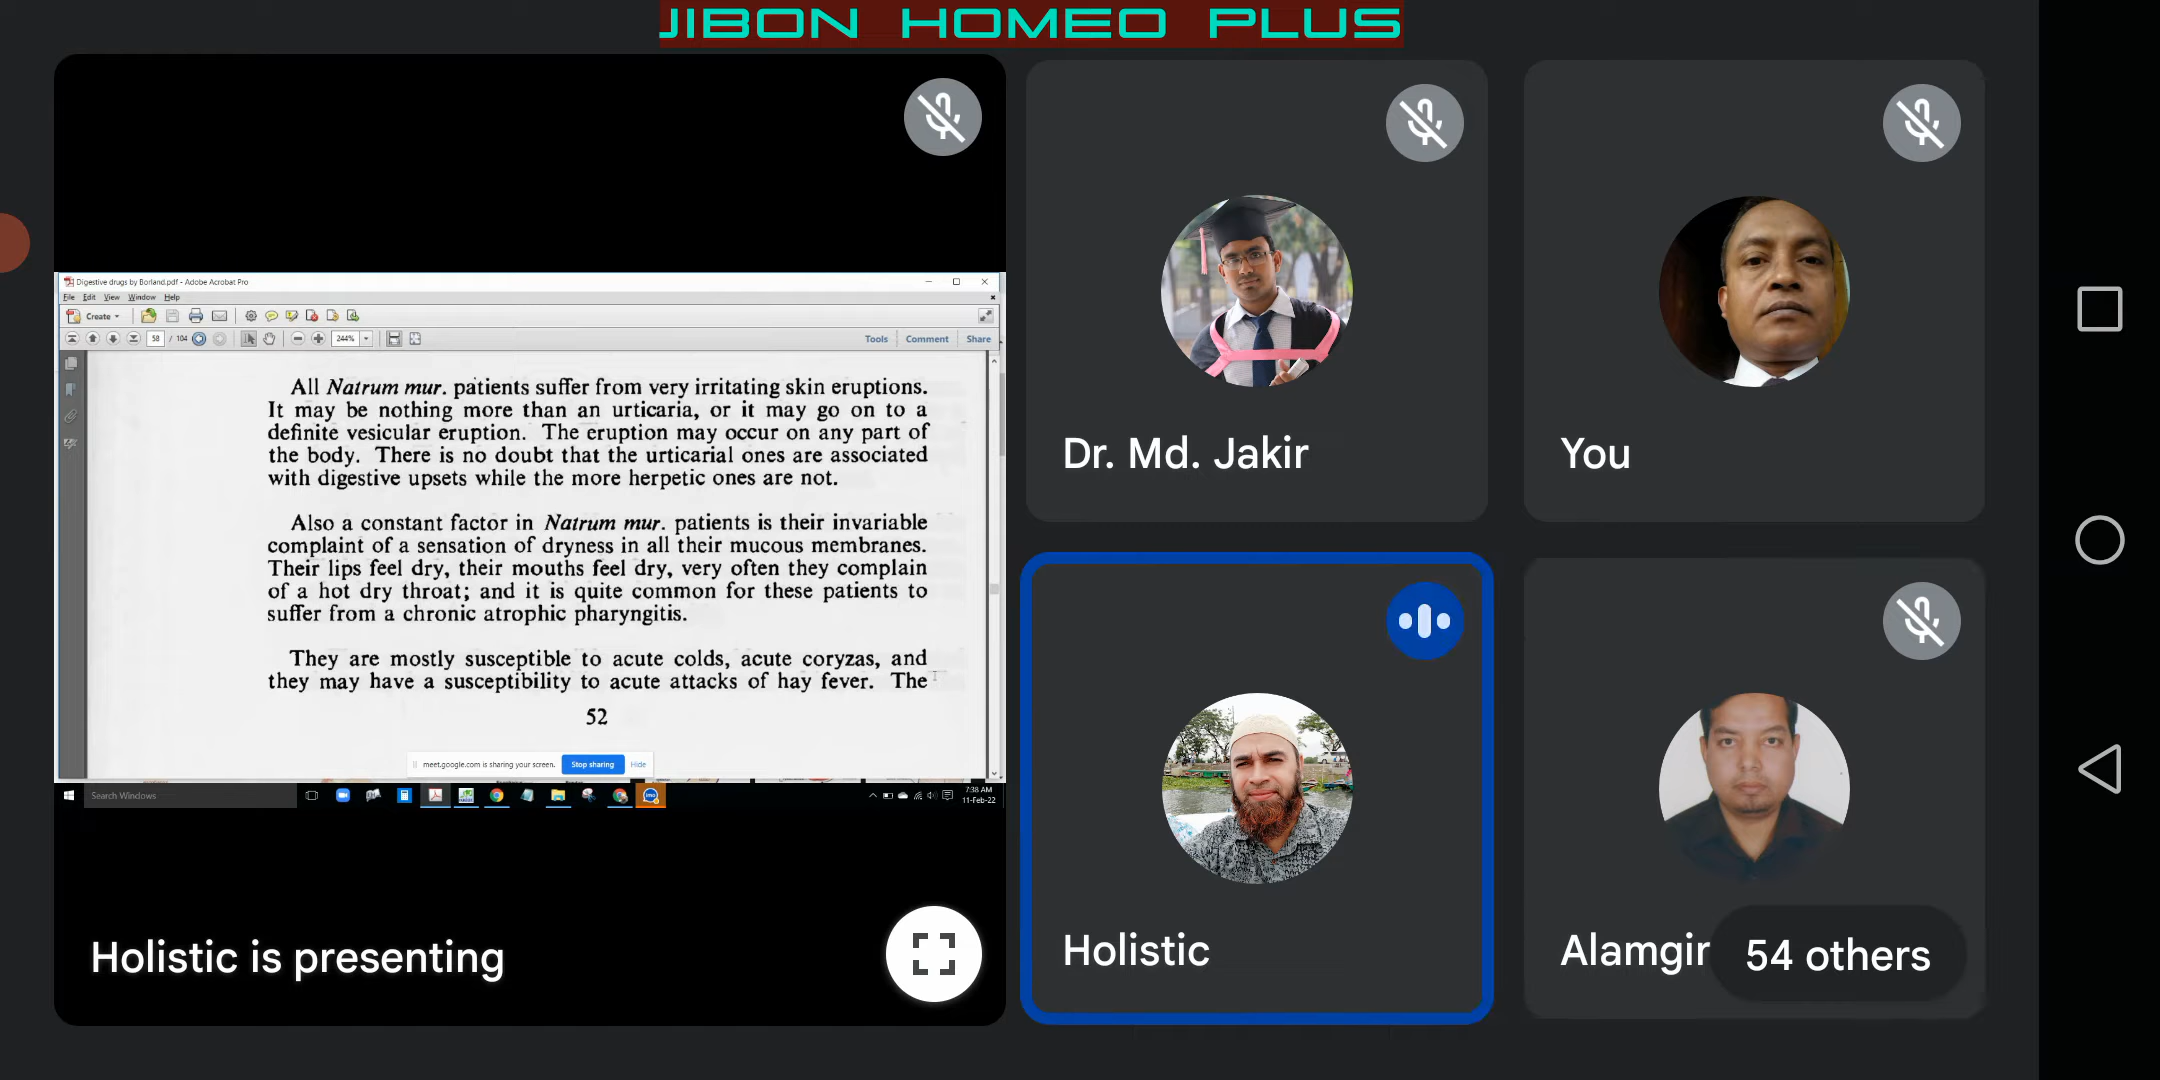 JIBON HOMEO PLUS
Digestive drugs by Borland.pdf - Adobe Acrobat Pro
File Edit View Window Help
Create
58 / 104
244%
Tools Comment Share
All Natrum mur. patients suffer from very irritating skin eruptions.
It may be nothing more than an urticaria, or it may go on to a
definite vesicular eruption. The eruption may occur on any part of
the body. There is no doubt that the urticarial ones are associated
with digestive upsets while the more herpetic ones are not.
Also a constant factor in Natrum mur. patients is their invariable
complaint of a sensation of dryness in all their mucous membranes.
Their lips feel dry, their mouths feel dry, very often they complain
of a hot dry throat; and it is quite common for these patients to
suffer from a chronic atrophic pharyngitis.
They are mostly susceptible to acute colds, acute coryzas, and
they may have a susceptibility to acute attacks of hay fever. The
52
meet.google.com is sharing your screen. Stop sharing Hide
Search Windows
imo
7:38 AM
11-Feb-22
Holistic is presenting
Dr. Md. Jakir
You
Holistic
Alamgir
54 others